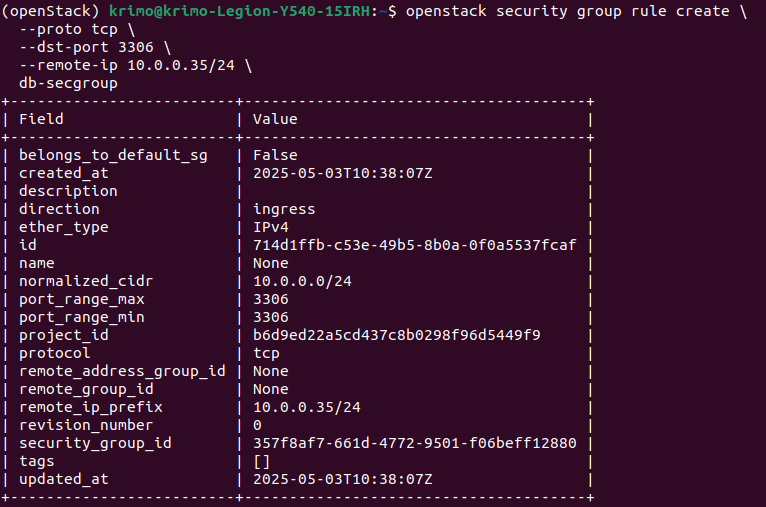 (openStack) krimo@krimo-Legion-Y540-15IRH:~$ openstack security group rule create \
  --proto tcp \
  --dst-port 3306 \
  --remote-ip 10.0.0.35/24 \
  db-secgroup
+-------------------------+--------------------------------------+
| Field                   | Value                                |
+-------------------------+--------------------------------------+
| belongs_to_default_sg   | False                                |
| created_at              | 2025-05-03T10:38:07Z                 |
| description             |                                      |
| direction               | ingress                              |
| ether_type              | IPv4                                 |
| id                      | 714d1ffb-c53e-49b5-8b0a-0f0a5537fcaf |
| name                    | None                                 |
| normalized_cidr         | 10.0.0.0/24                          |
| port_range_max          | 3306                                 |
| port_range_min          | 3306                                 |
| project_id              | b6d9ed22a5cd437c8b0298f96d5449f9     |
| protocol                | tcp                                  |
| remote_address_group_id | None                                 |
| remote_group_id         | None                                 |
| remote_ip_prefix        | 10.0.0.35/24                         |
| revision_number         | 0                                    |
| security_group_id       | 357f8af7-661d-4772-9501-f06beff12880 |
| tags                    | []                                   |
| updated_at              | 2025-05-03T10:38:07Z                 |
+-------------------------+--------------------------------------+